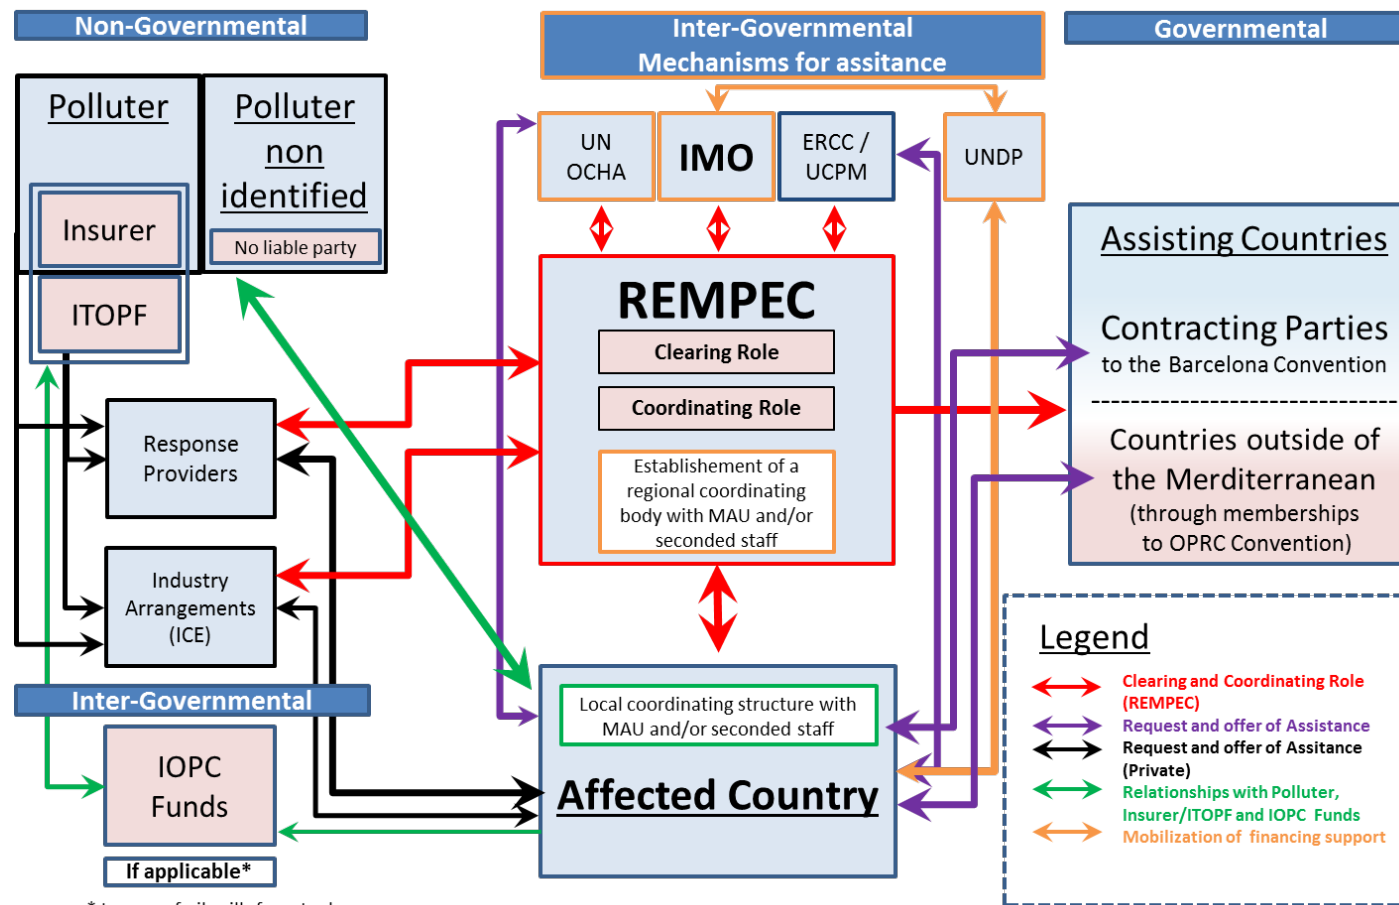 Non-Governmental
Inter-Governmental
Mechanisms for assitance
Governmental
Polluter
Insurer
ITOPF
Polluter
non
identified
No liable party
UN
OCHA
IMO
ERCC /
UCPM
UNDP
REMPEC
Clearing Role
Coordinating Role
Establishement of a
regional coordinating
body with MAU and/or
seconded staff
Assisting Countries
Contracting Parties
to the Barcelona Convention
--------------------------------
Countries outside of
the Merditerranean
(through memberships
to OPRC Convention)
Response
Providers
Industry
Arrangements
(ICE)
Inter-Governmental
IOPC
Funds
If applicable*
Local coordinating structure with
MAU and/or seconded staff
Affected Country
Legend
Clearing and Coordinating Role
(REMPEC)
Request and offer of Assistance
Request and offer of Assitance
(Private)
Relationships with Polluter,
Insurer/ITOPF and IOPC Funds
Mobilization of financing support